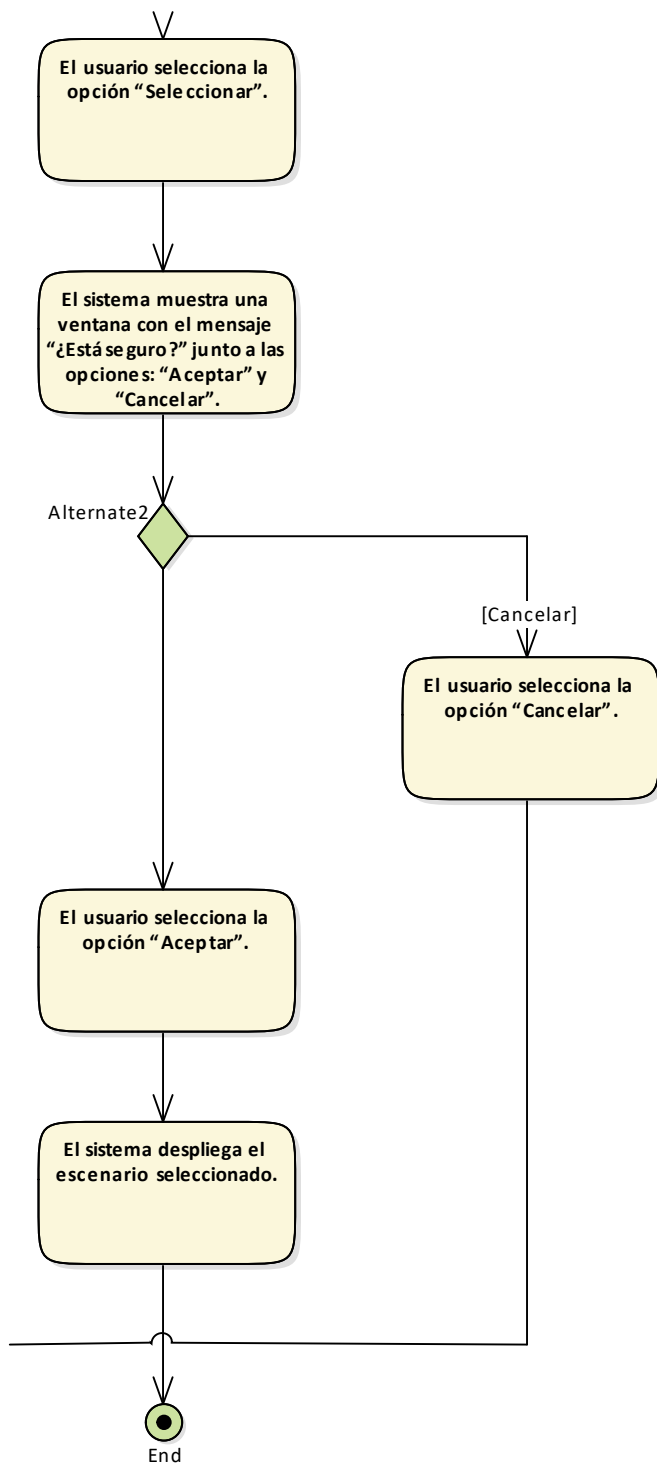 El usuario selecciona la
opción “Seleccionar”.
El sistema muestra una
ventana con el mensaje
“¿Está seguro?” junto a las
opciones: “Aceptar” y
“Cancelar”.
Alternate2
[Cancelar]
El usuario selecciona la
opción “Cancelar”.
El usuario selecciona la
opción “Aceptar”.
El sistema despliega el
escenario seleccionado.
End